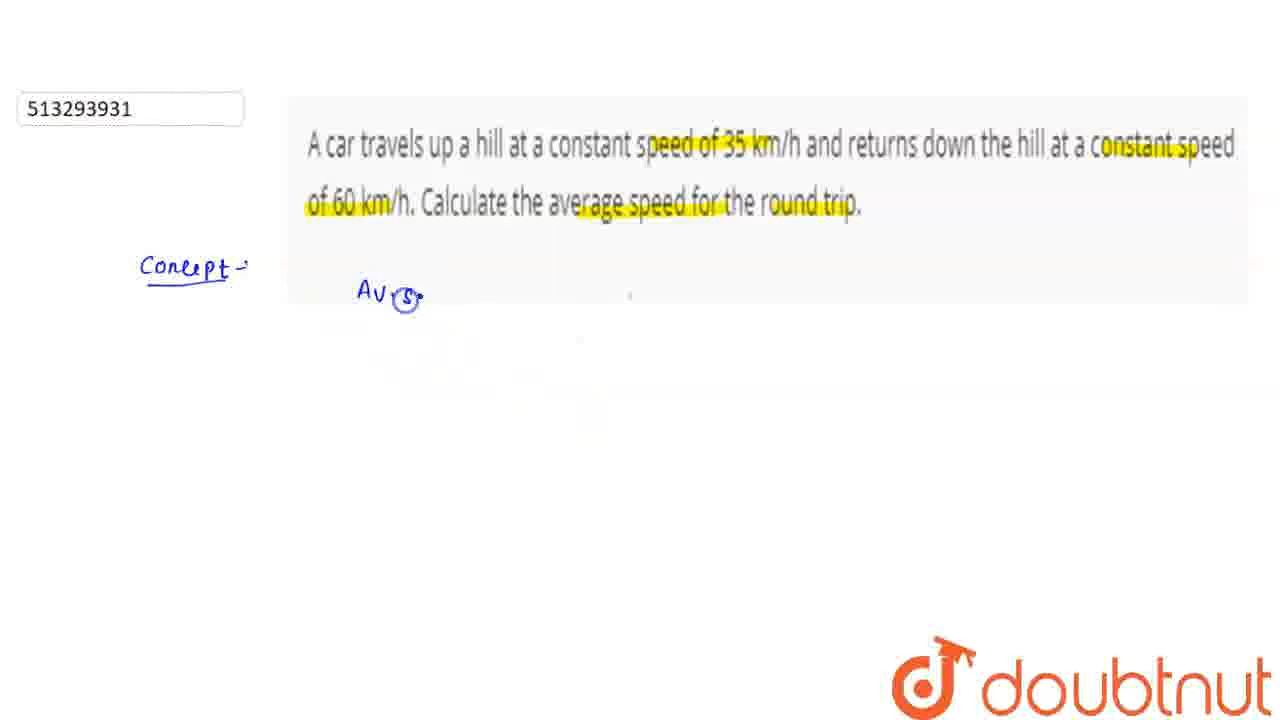 513293931
A car travels up a hill at a constant speed of 35 km/h and returns down the hill at a constant speed
of 60 km/h. Calculate the average speed for the round trip.
Concept →
Av. S.
doubtnut